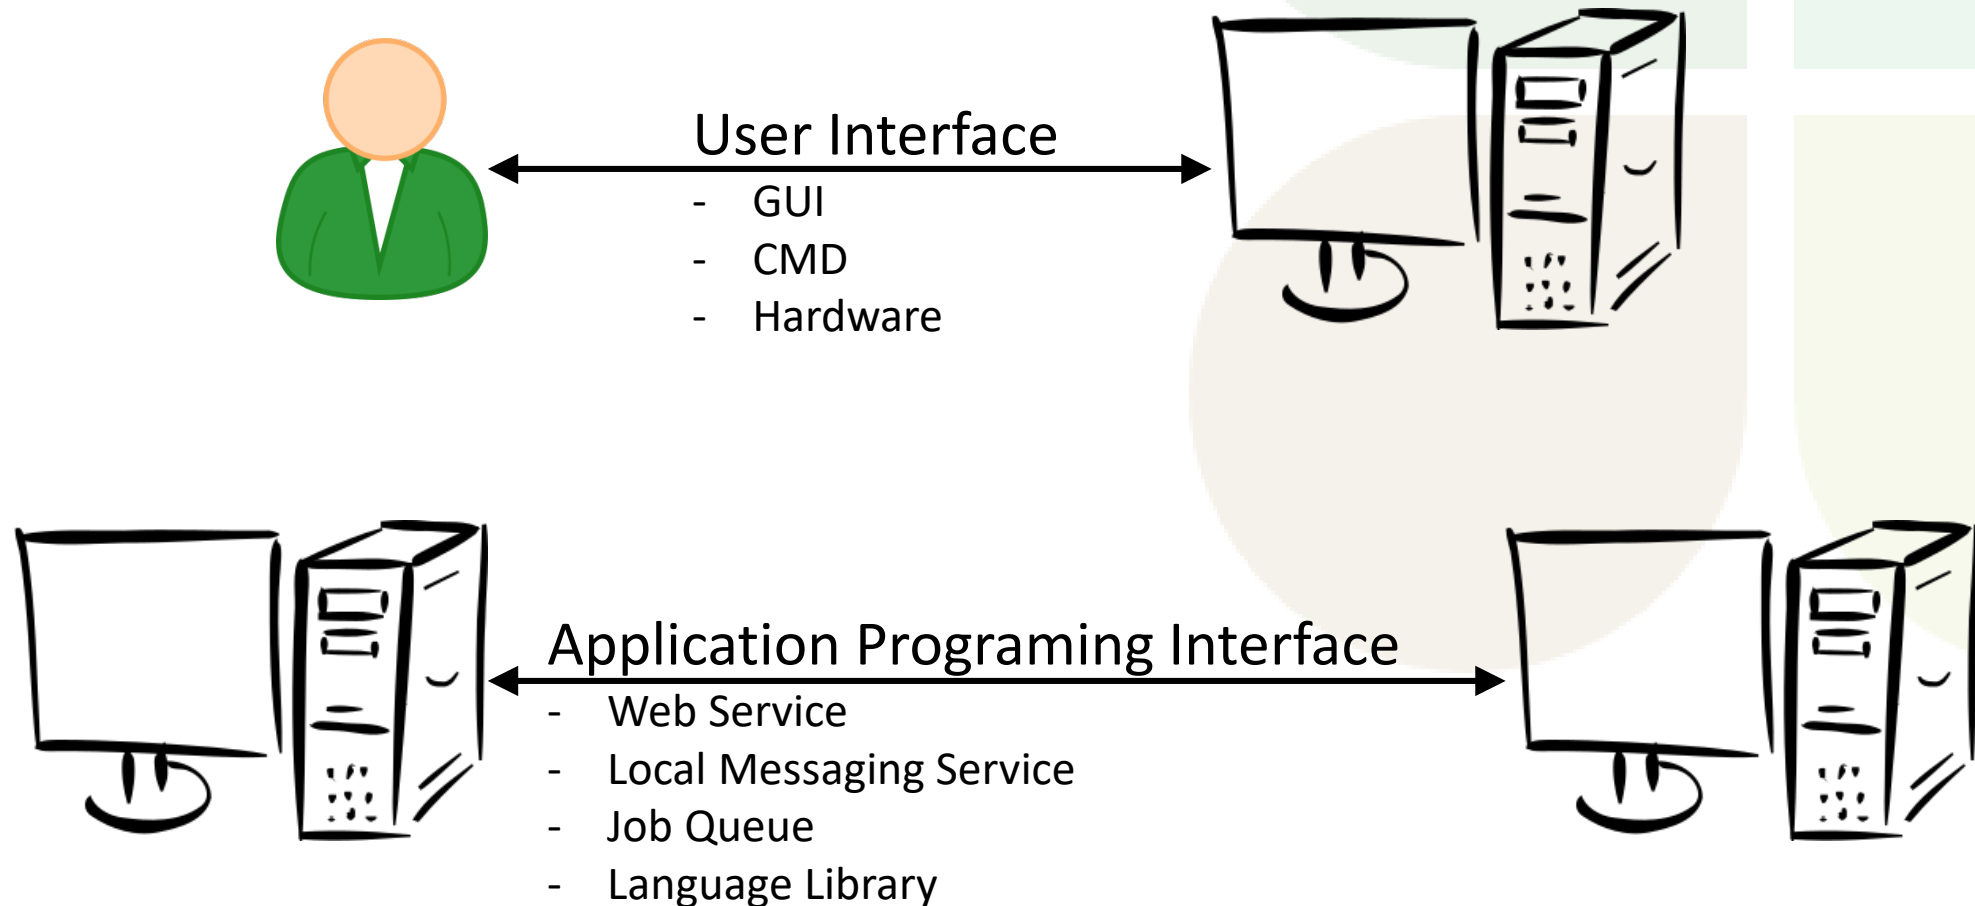 User Interface
- GUI
- CMD
- Hardware
Application Programing Interface
- Web Service
- Local Messaging Service
- Job Queue
- Language Library